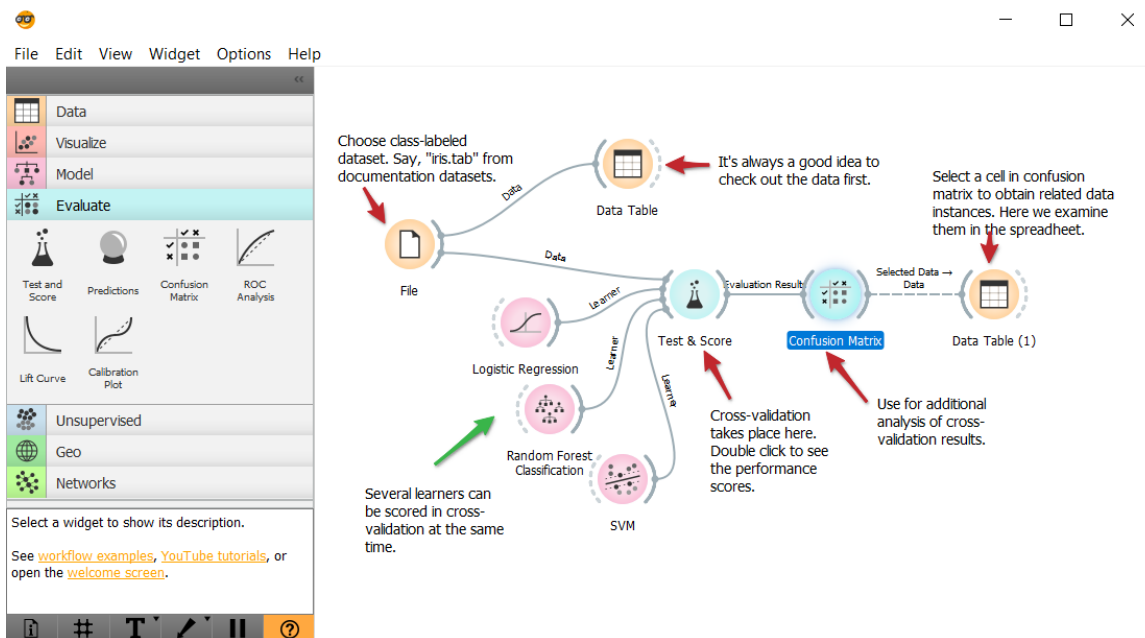 File Edit View Widget Options Help
Data
Visualize
Model
Evaluate
Test and
Score
Predictions
Confusion
Matrix
ROC
Analysis
Lift Curve
Calibration
Plot
Unsupervised
Geo
Networks
Select a widget to show its description.
See workflow examples, YouTube tutorials, or
open the welcome screen.
Choose class-labeled
dataset. Say, "iris.tab" from
documentation datasets.
File
Data
Data
Data Table
It's always a good idea to
check out the data first.
Learner
Logistic Regression
Learner
Random Forest
Classification
Learner
SVM
Several learners can
be scored in cross-
validation at the same
time.
Test & Score
Cross-validation
takes place here.
Double click to see
the performance
scores.
Evaluation Results
Confusion Matrix
Use for additional
analysis of cross-
validation results.
Selected Data →
Data
Data Table (1)
Select a cell in confusion
matrix to obtain related data
instances. Here we examine
them in the spreadheet.